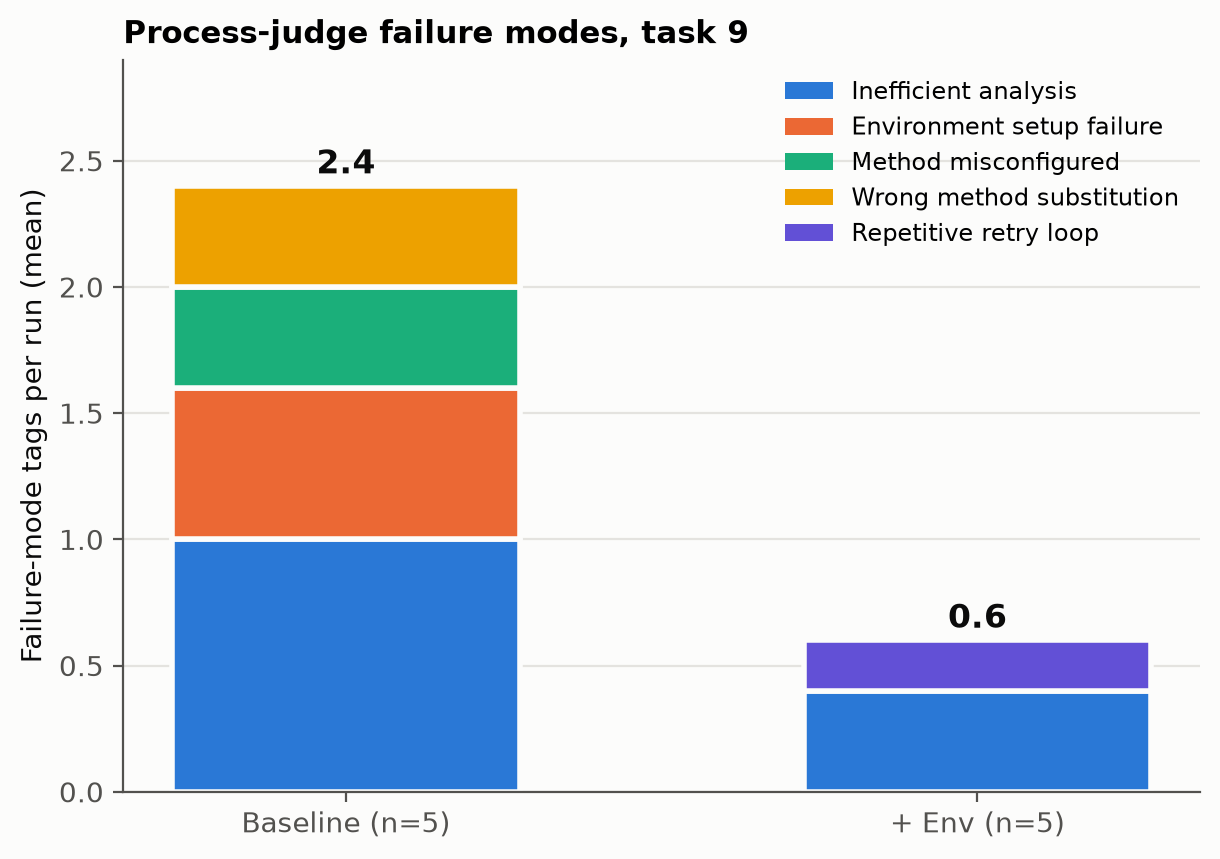 Process-judge failure modes, task 9
Inefficient analysis
Environment setup failure
Method misconfigured
Wrong method substitution
Repetitive retry loop
Failure-mode tags per run (mean)
2.5
2.0
1.5
1.0
0.5
0.0
2.4
0.6
Baseline (n=5)
+ Env (n=5)